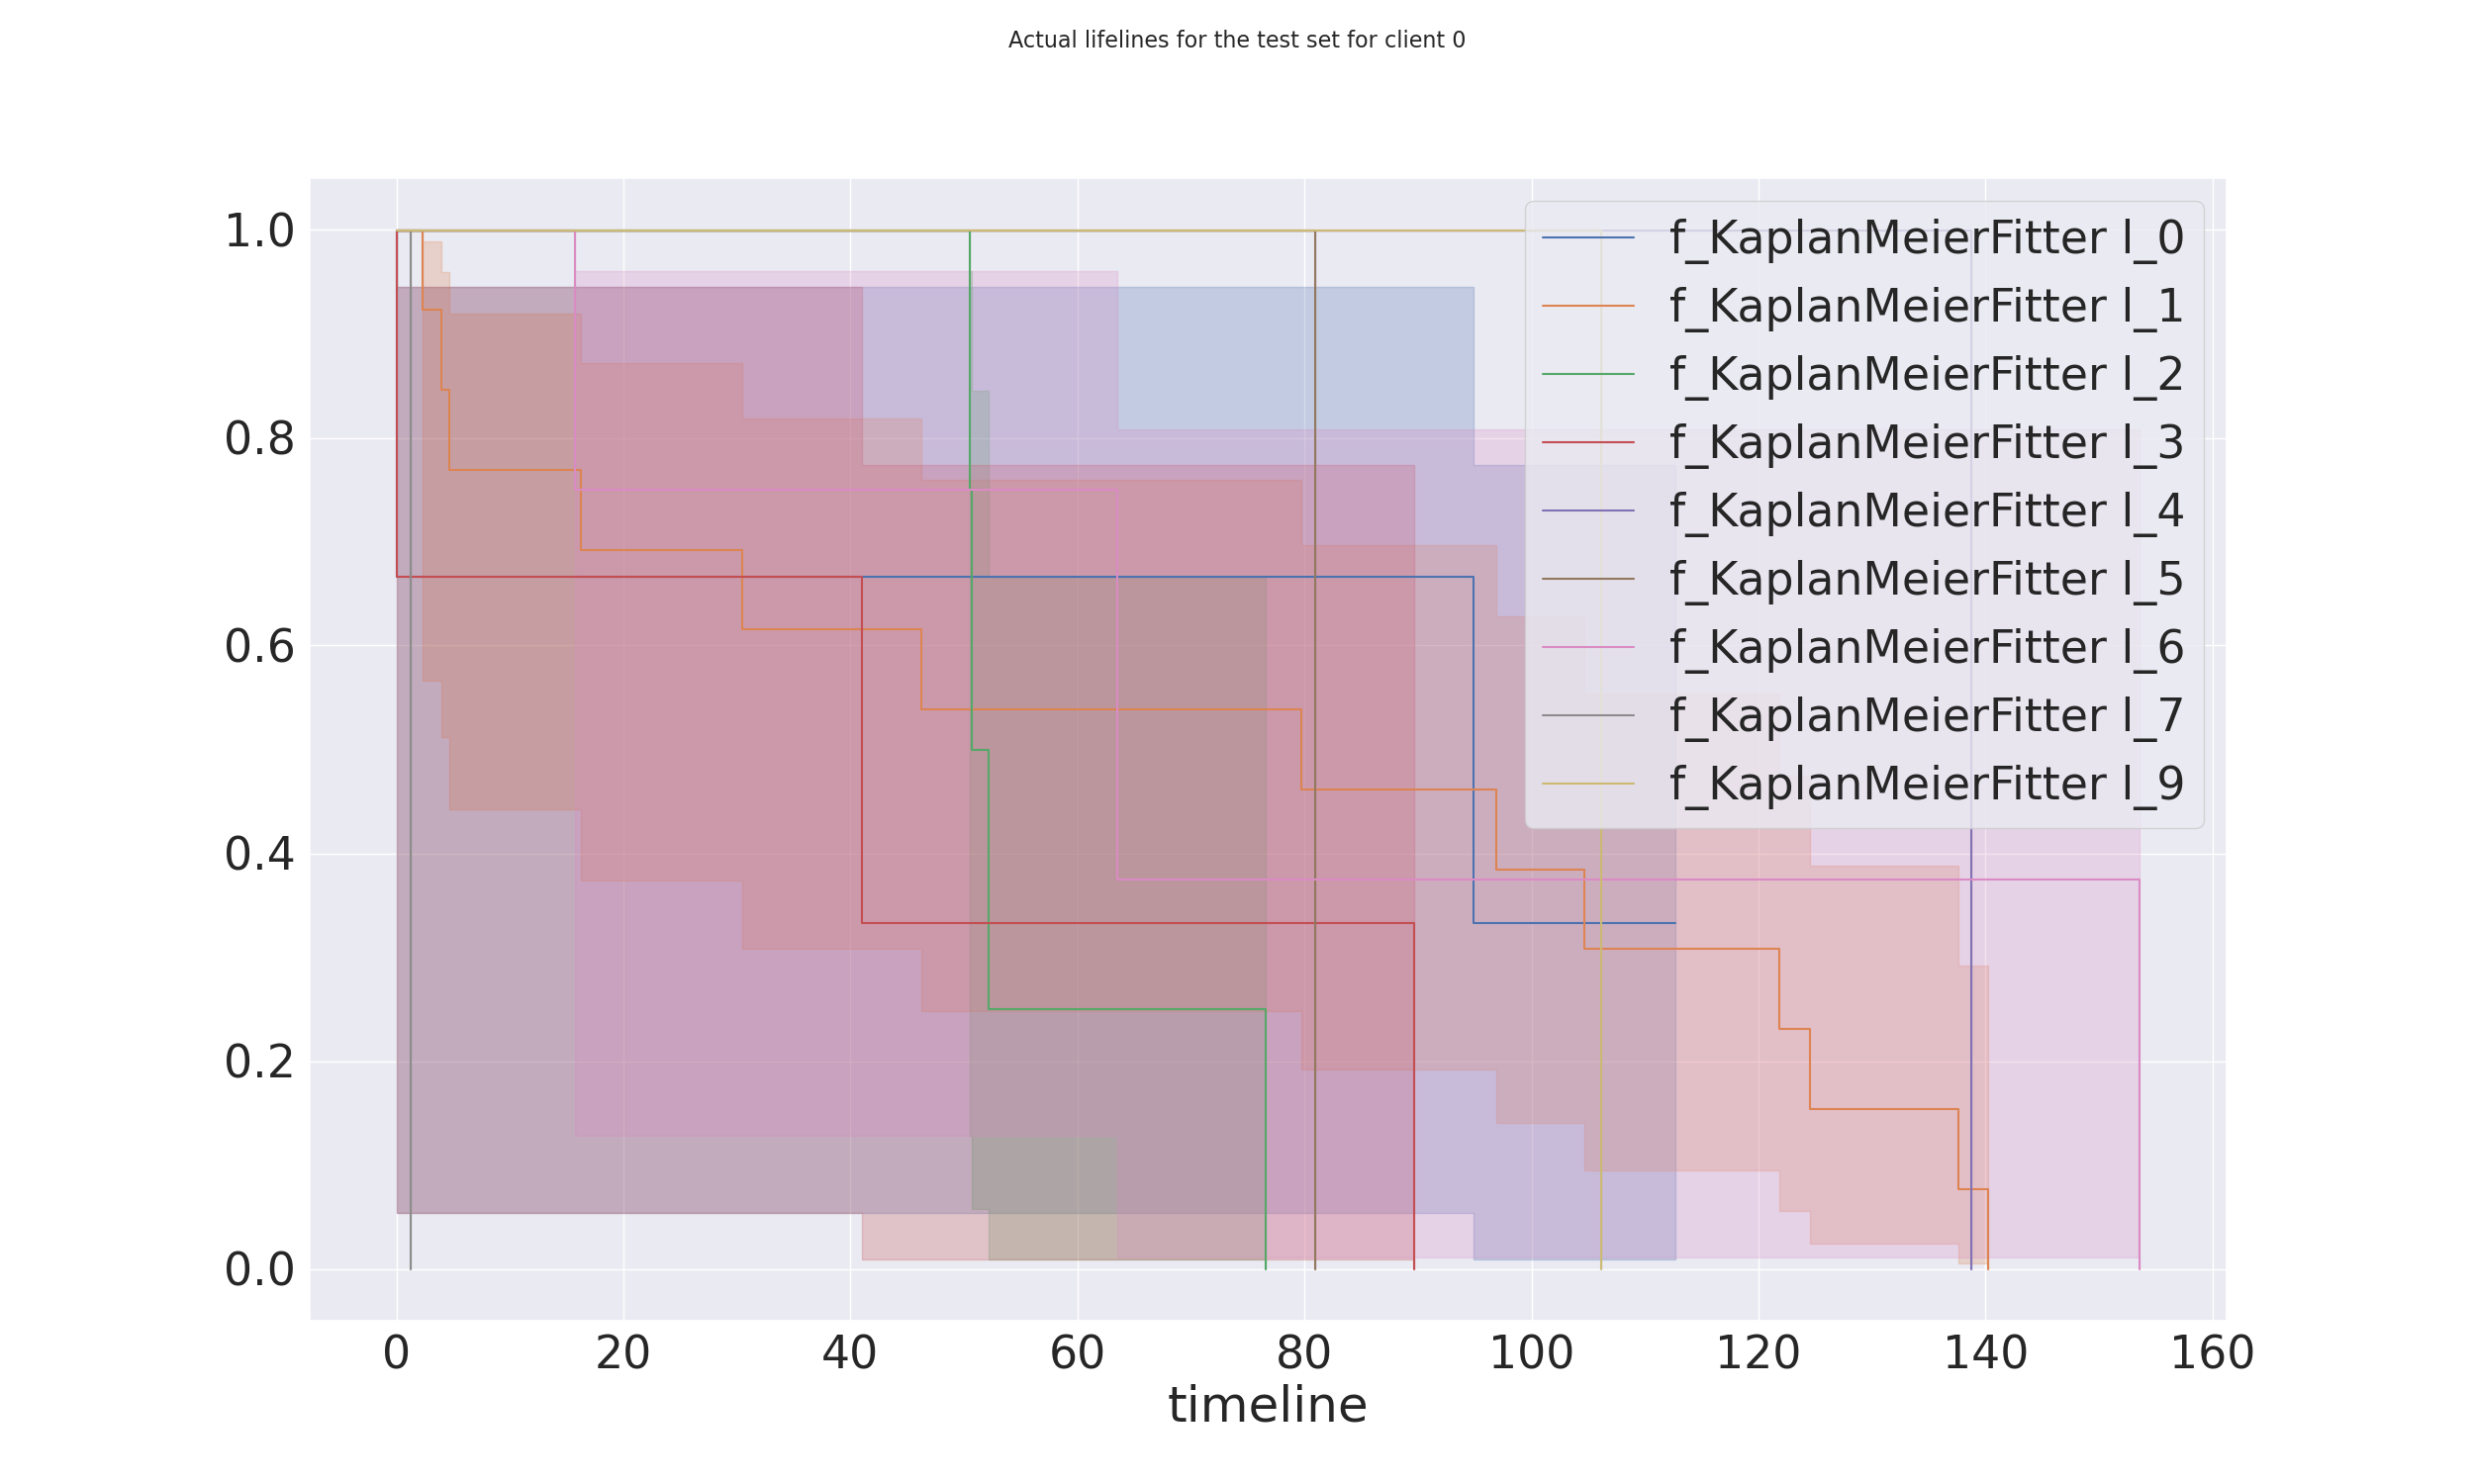 Actual lifelines for the test set for client 0
1.0
0.8
0.6
0.4
0.2
0.0
f_KaplanMeierFitter l_0
f_KaplanMeierFitter l_1
f_KaplanMeierFitter l_2
f_KaplanMeierFitter l_3
f_KaplanMeierFitter l_4
f_KaplanMeierFitter l_5
f_KaplanMeierFitter l_6
f_KaplanMeierFitter l_7
f_KaplanMeierFitter l_9
0 20 40 60 80 100 120 140 160
timeline